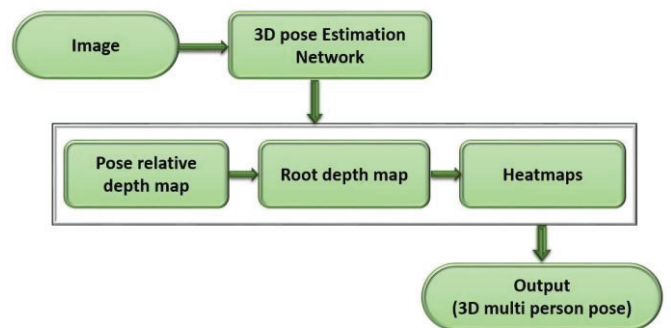 Image
3D pose Estimation
Network
Pose relative
depth map
Root depth map
Heatmaps
Output
(3D multi person pose)